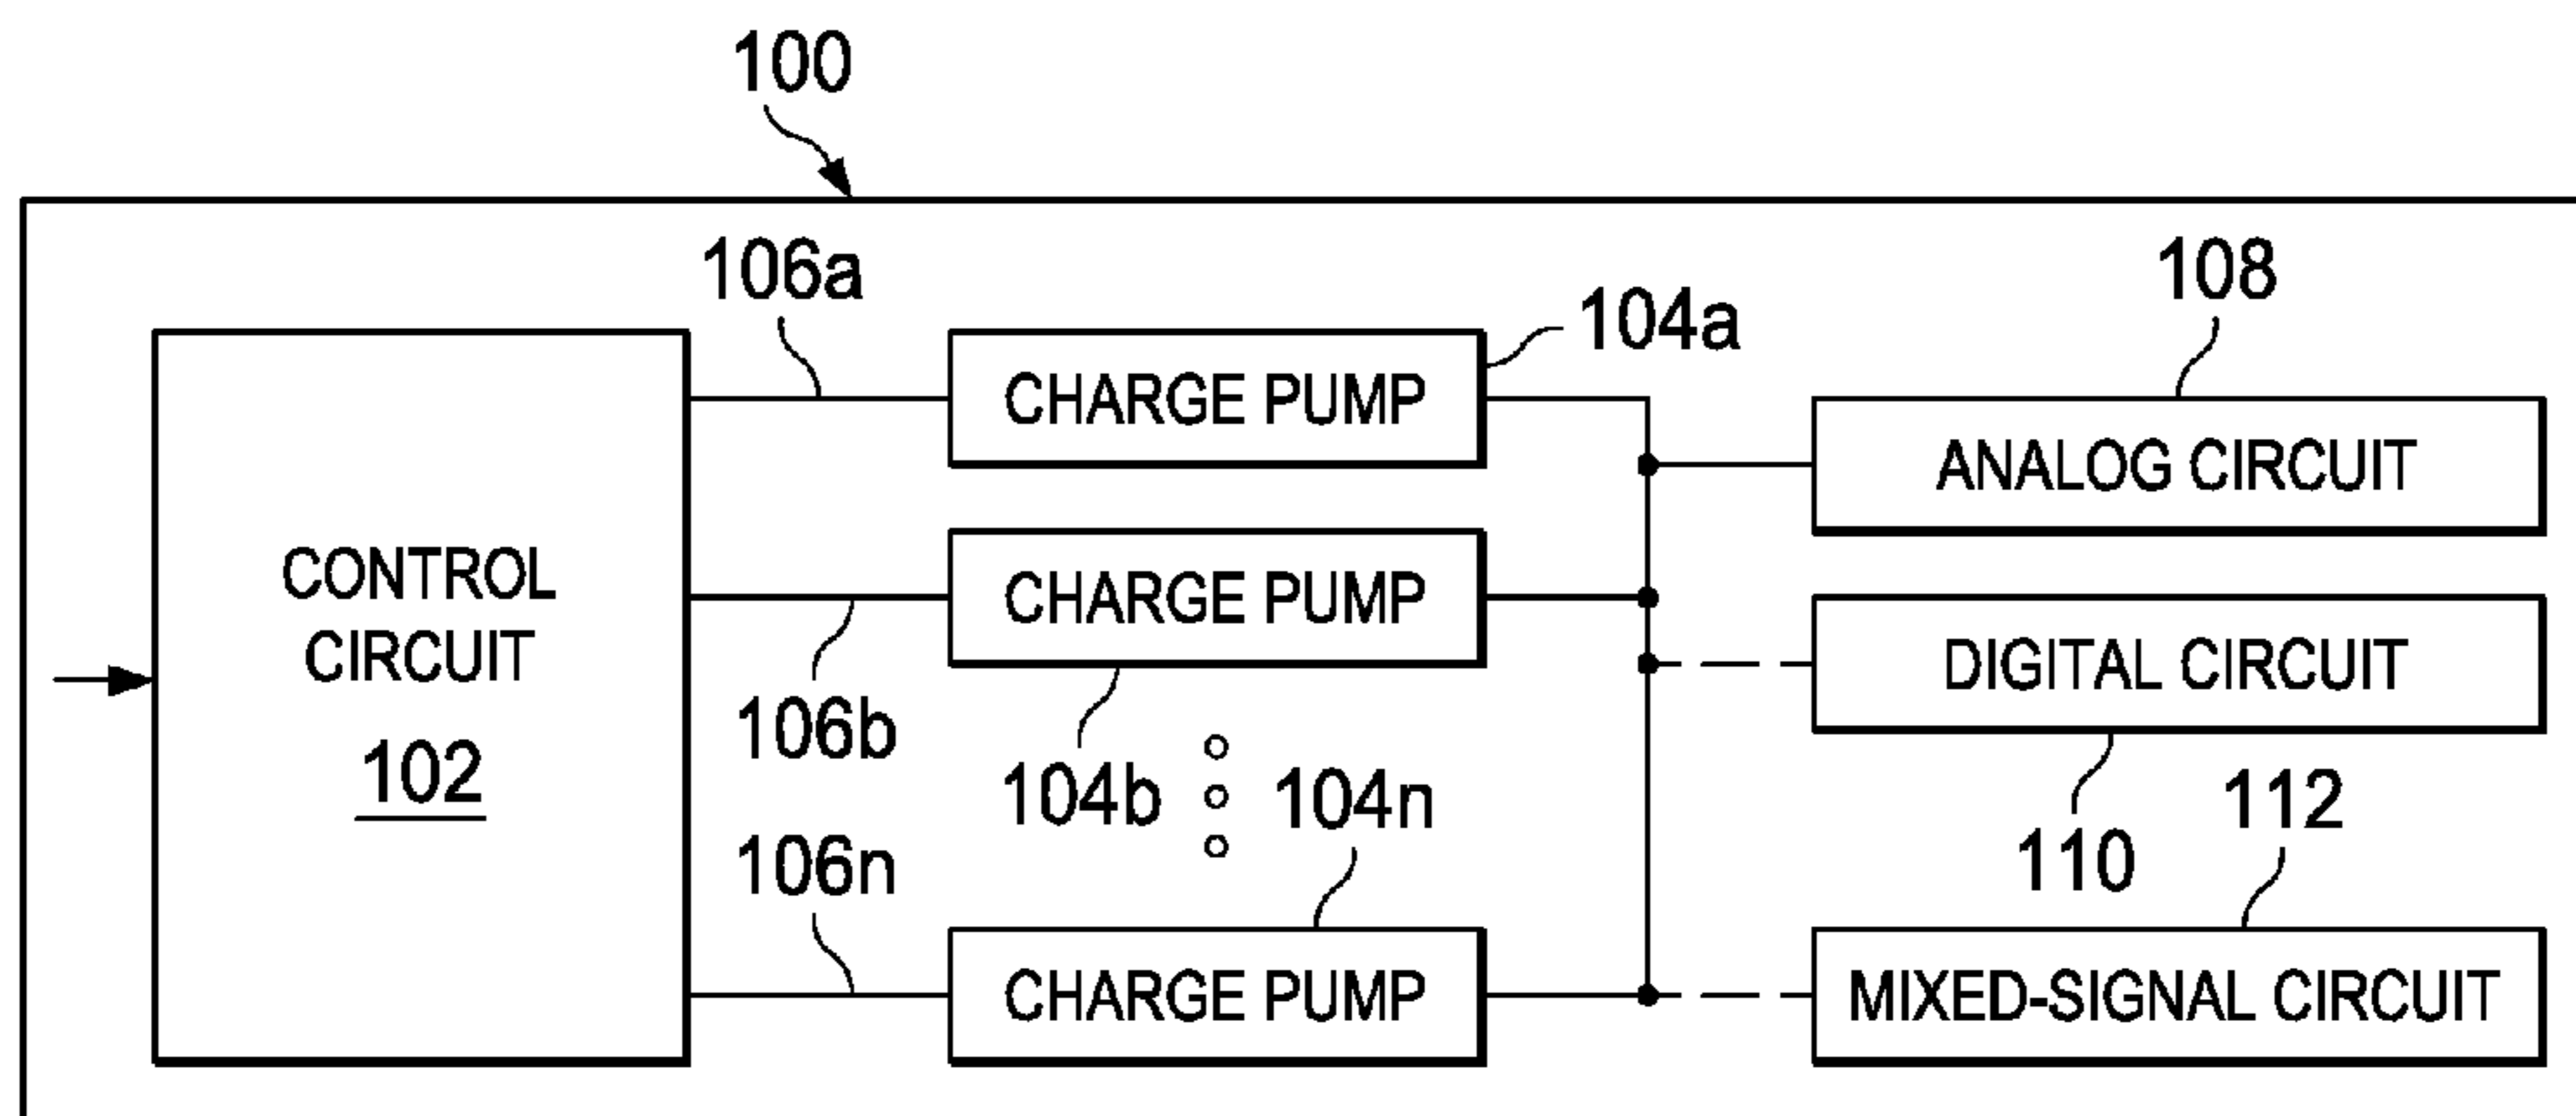 100
106a
104a
108
CHARGE PUMP
ANALOG CIRCUIT
CONTROL
CIRCUIT
102
CHARGE PUMP
DIGITAL CIRCUIT
106b
104b
104n
110
112
106n
CHARGE PUMP
MIXED-SIGNAL CIRCUIT